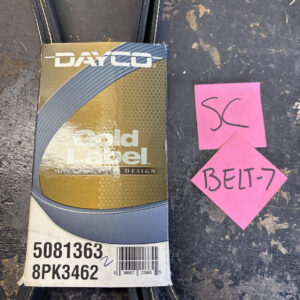 DAYCO
Gold
Label
DESIGN
5081363
8PK3462
SC
BELT-7